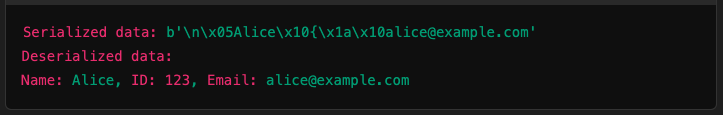 Serialized data: b'\n\x05Alice\x10{\x1a\x10alice@example.com'
Deserialized data:
Name: Alice, ID: 123, Email: alice@example.com